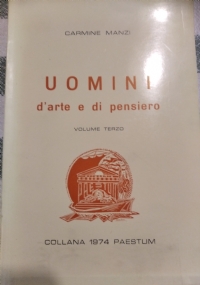 CARMINE MANZI
UOMINI
d'arte e di pensiero
VOLUME TERZO
COLLANA 1974 PAESTUM